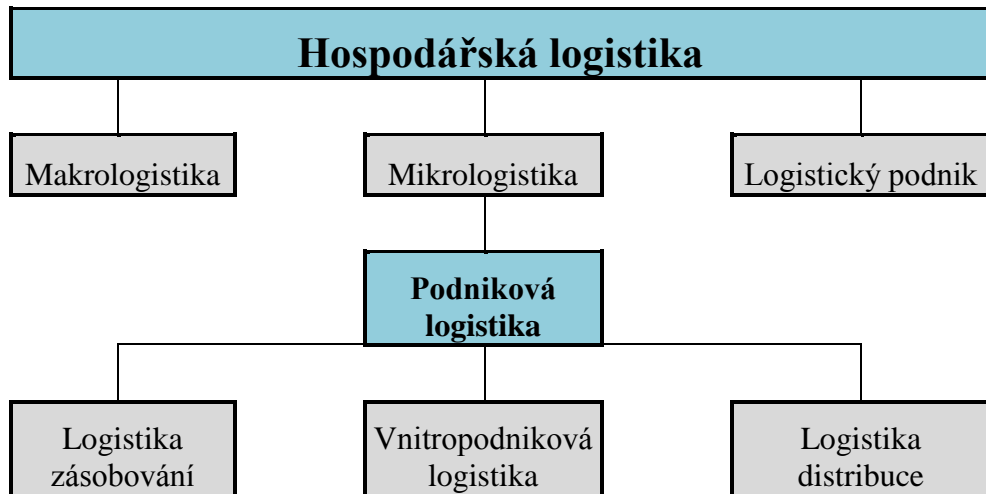 Hospodářská logistika
Makrologistika
Mikrologistika
Logistický podnik
Podniková
logistika
Logistika
zásobování
Vnitropodniková
logistika
Logistika
distribuce